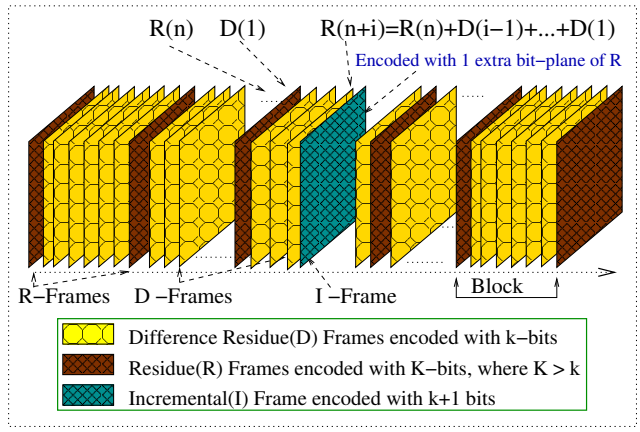 R(n) D(1) R(n+i)=R(n)+D(i−1)+...+D(1)
Encoded with 1 extra bit−plane of R
R−Frames D −Frames I −Frame Block
Difference Residue(D) Frames encoded with k−bits
Residue(R) Frames encoded with K−bits, where K > k
Incremental(I) Frame encoded with k+1 bits